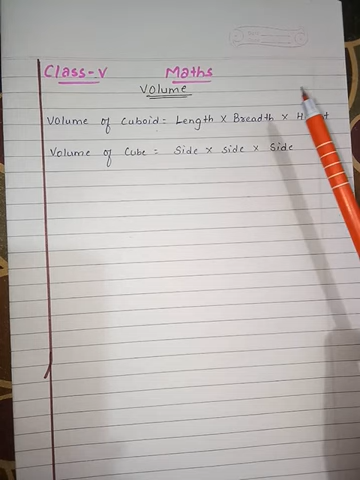 Class-V Maths
Volume
Volume of Cuboid = Length × Breadth ×
Volume of Cube = Side × side × Side